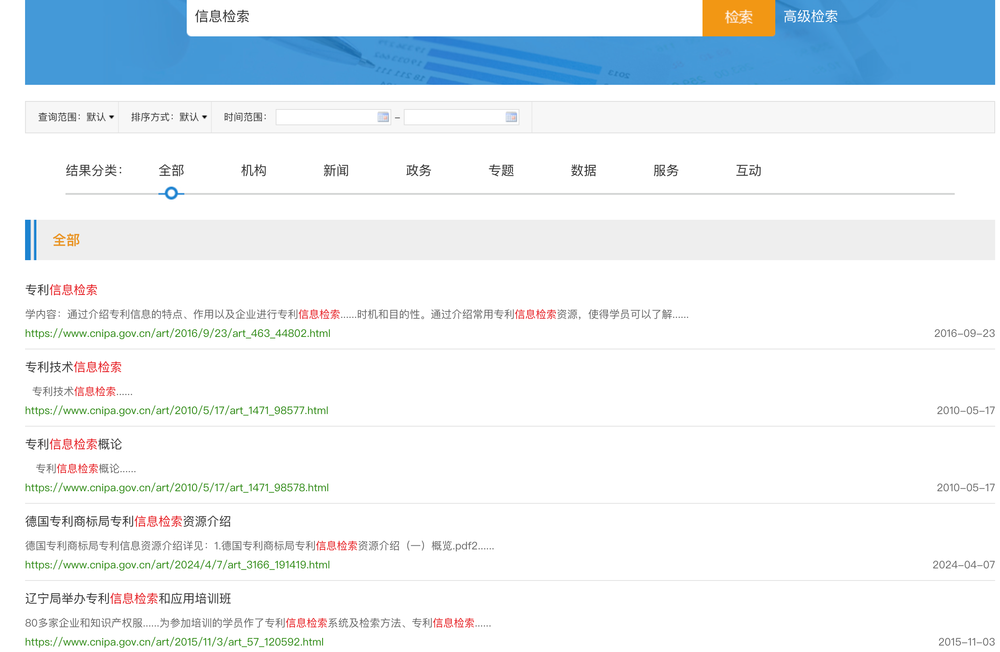 信息检索 检索 高级检索
查询范围：默认 排序方式：默认 时间范围： –
结果分类： 全部 机构 新闻 政务 专题 数据 服务 互动
全部
专利信息检索
学内容：通过介绍专利信息的特点、作用以及企业进行专利信息检索......时机和目的性。通过介绍常用专利信息检索资源，使得学员可以了解......
https://www.cnipa.gov.cn/art/2016/9/23/art_463_44802.html 2016-09-23
专利技术信息检索
专利技术信息检索......
https://www.cnipa.gov.cn/art/2010/5/17/art_1471_98577.html 2010-05-17
专利信息检索概论
专利信息检索概论......
https://www.cnipa.gov.cn/art/2010/5/17/art_1471_98578.html 2010-05-17
德国专利商标局专利信息检索资源介绍
德国专利商标局专利信息资源介绍详见：1.德国专利商标局专利信息检索资源介绍（一）概览.pdf2......
https://www.cnipa.gov.cn/art/2024/4/7/art_3166_191419.html 2024-04-07
辽宁局举办专利信息检索和应用培训班
80多家企业和知识产权服......为参加培训的学员作了专利信息检索系统及检索方法、专利信息检索......
https://www.cnipa.gov.cn/art/2015/11/3/art_57_120592.html 2015-11-03